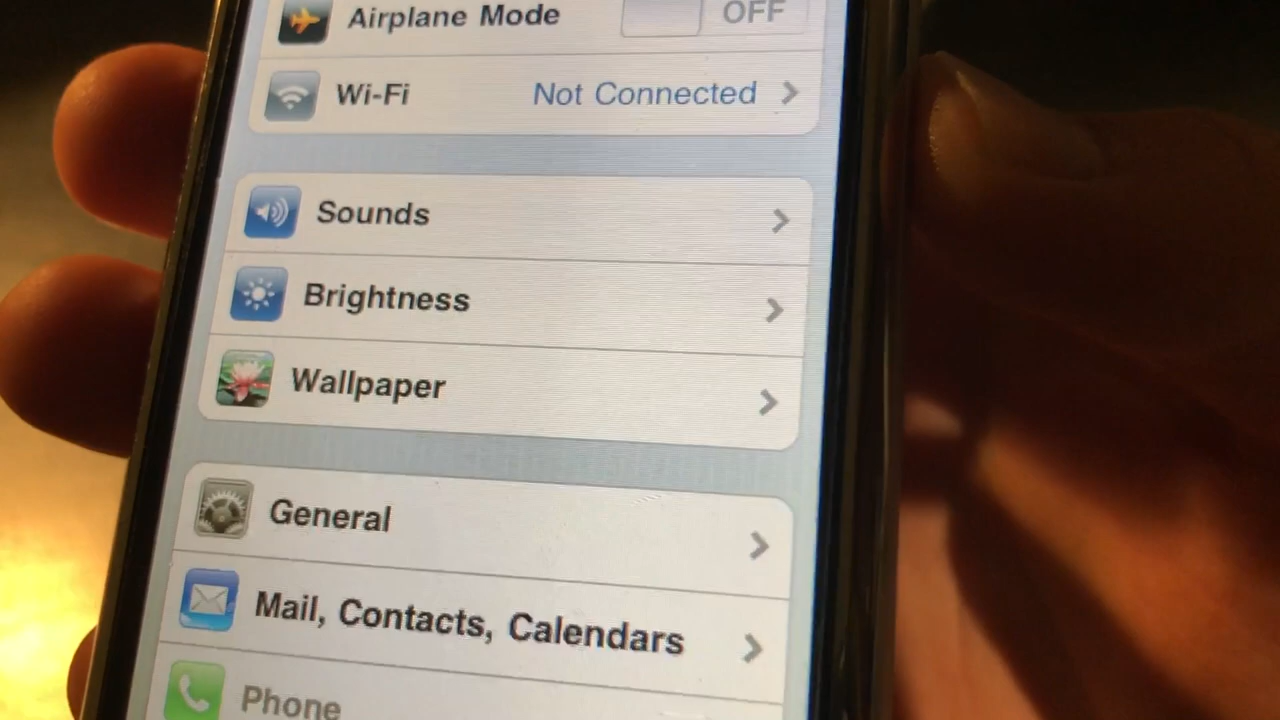 Airplane Mode OFF
Wi-Fi Not Connected
Sounds
Brightness
Wallpaper
General
Mail, Contacts, Calendars
Phone